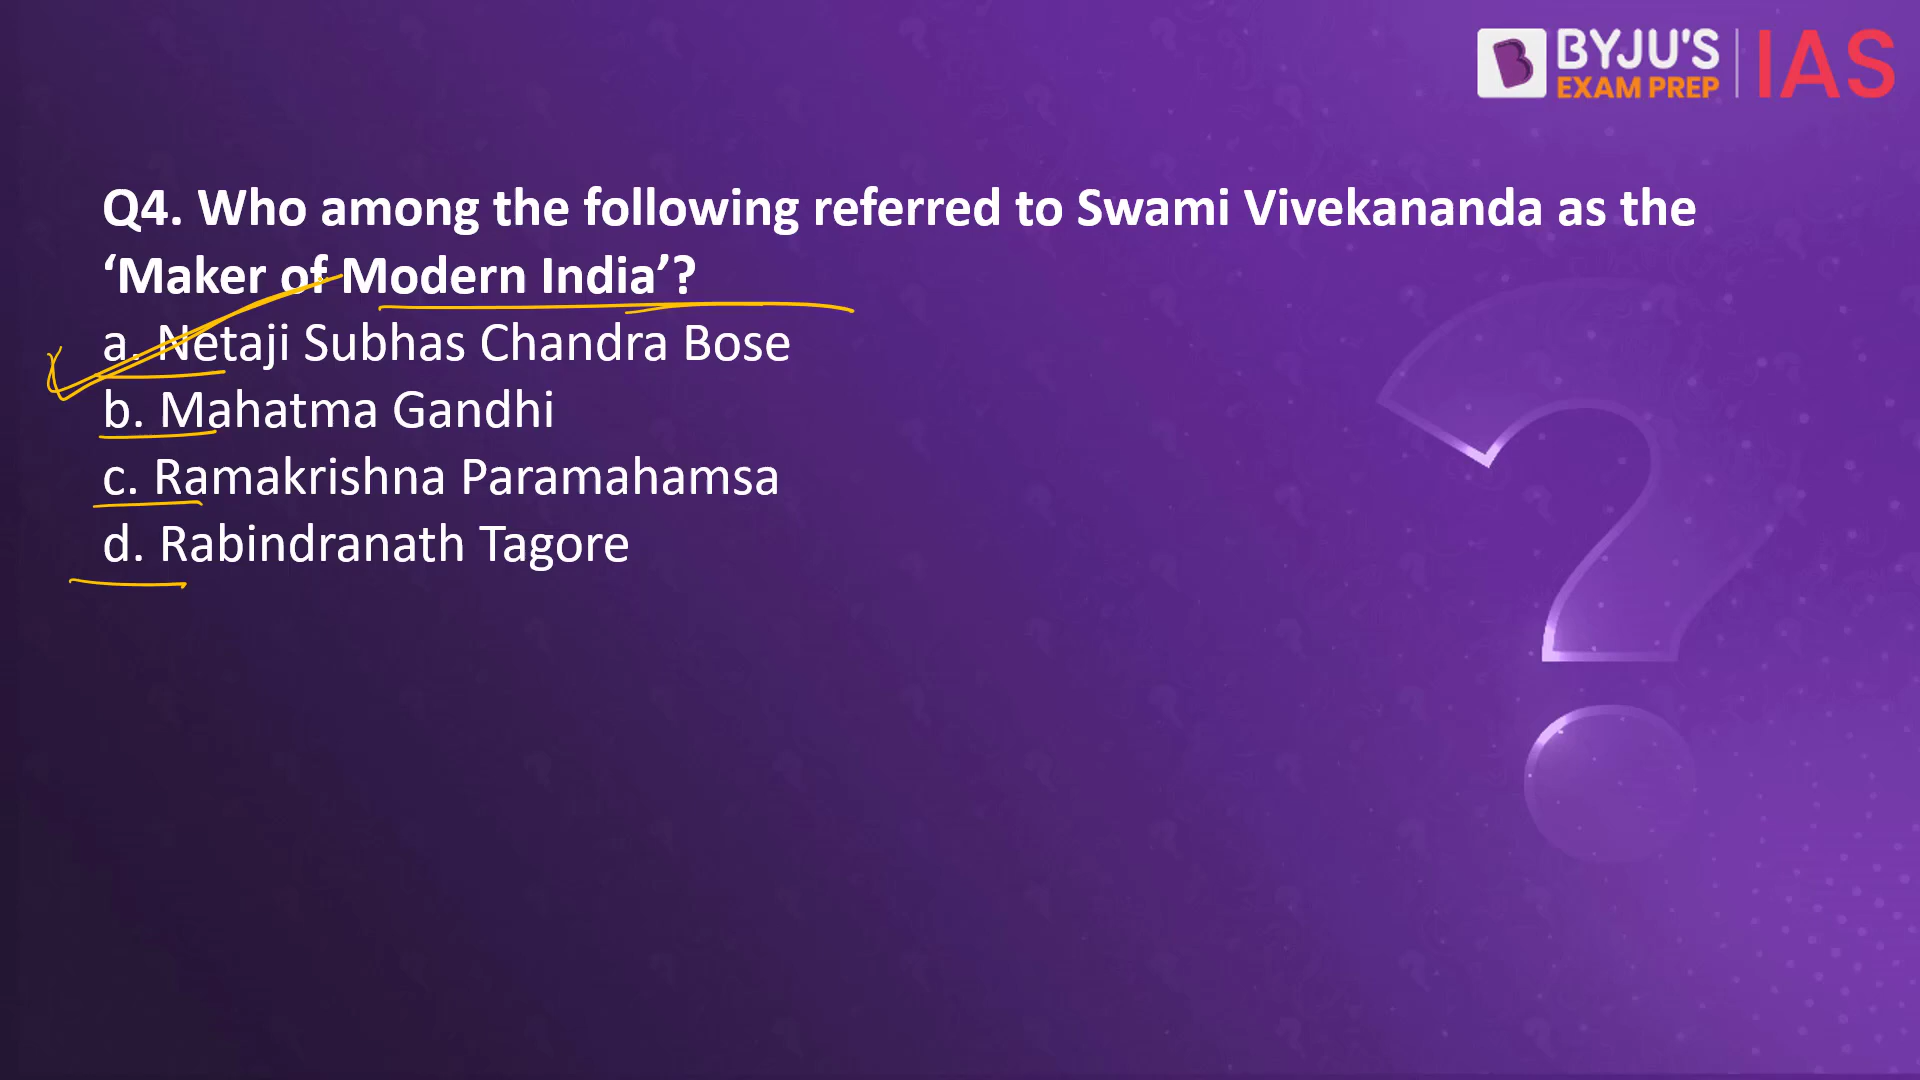 BYJU'S
EXAM PREP
IAS
Q4. Who among the following referred to Swami Vivekananda as the
‘Maker of Modern India’?
a. Netaji Subhas Chandra Bose
b. Mahatma Gandhi
c. Ramakrishna Paramahamsa
d. Rabindranath Tagore